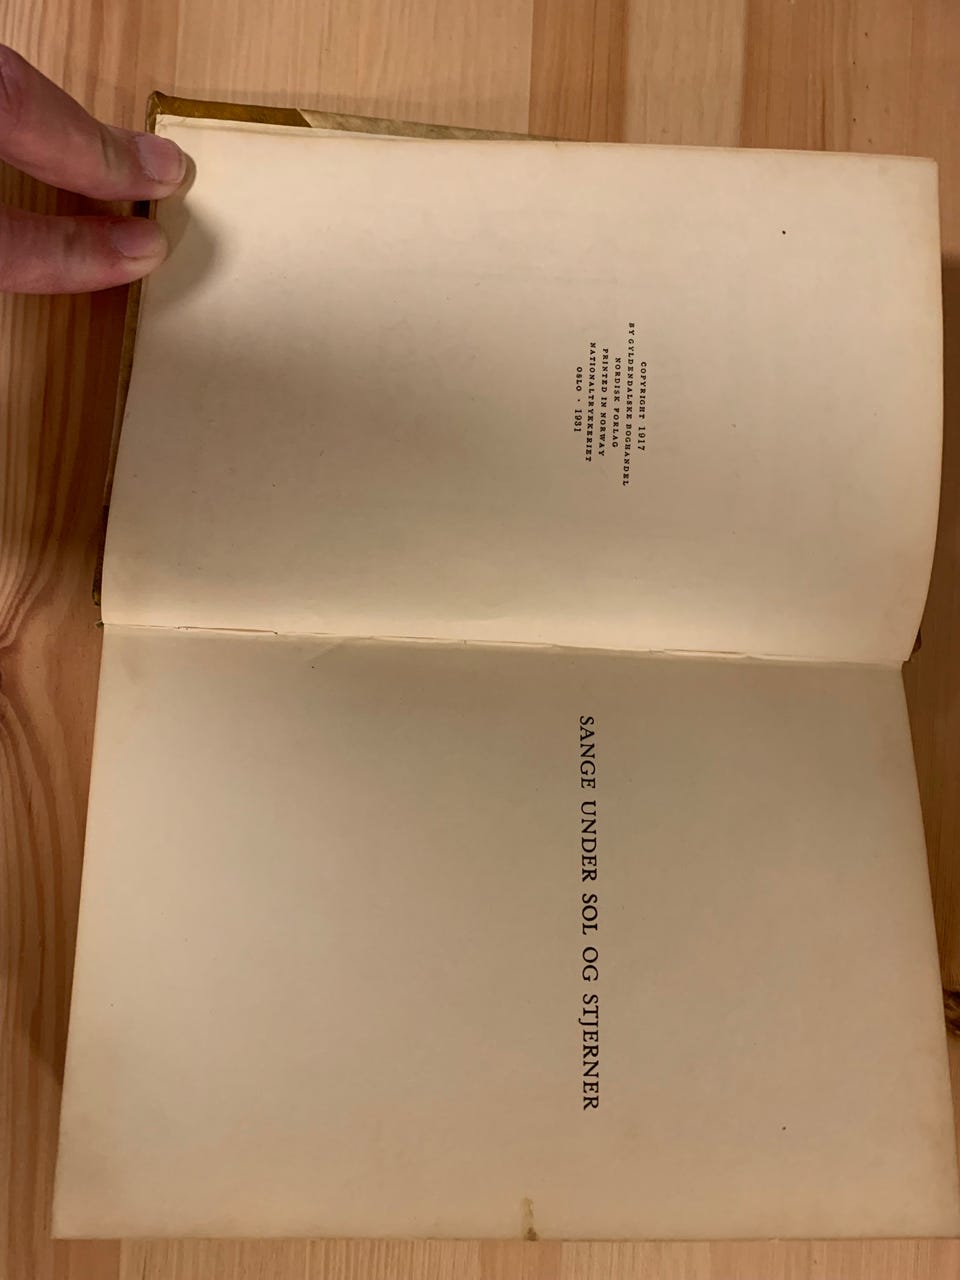 COPYRIGHT 1917
BY GYLDENDALSKE BOGHANDEL
NORDISK FORLAG
PRINTED IN NORWAY
NATIONALTRYKKERIET
OSLO · 1931
SANGE UNDER SOL OG STJERNER